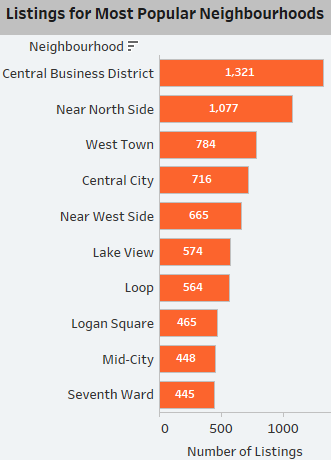 Listings for Most Popular Neighbourhoods
Neighbourhood
Central Business District 1,321
Near North Side 1,077
West Town 784
Central City 716
Near West Side 665
Lake View 574
Loop 564
Logan Square 465
Mid-City 448
Seventh Ward 445
0 500 1000
Number of Listings